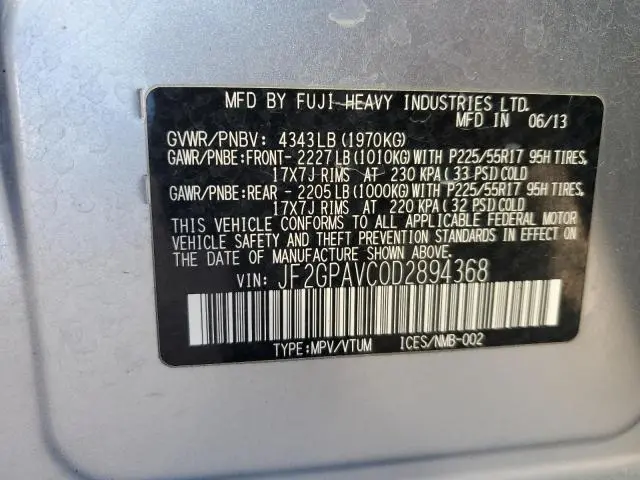 MFD BY FUJI HEAVY INDUSTRIES LTD.
MFD IN 06/13
GVWR/PNBV: 4343LB(1970KG)
GAWR/PNBE:FRONT- 2227LB(1010KG)WITH P225/55R17 95H TIRES,
17X7J RIMS AT 230 KPA(33 PSI)COLD
GAWR/PNBE:REAR - 2205LB(1000KG)WITH P225/55R17 95H TIRES,
17X7J RIMS AT 220 KPA(32 PSI)COLD
THIS VEHICLE CONFORMS TO ALL APPLICABLE FEDERAL MOTOR
VEHICLE SAFETY AND THEFT PREVENTION STANDARDS IN EFFECT ON
THE DATE OF MANUFACTURE SHOWN ABOVE.
VIN: JF2GPAVC0D2894368
TYPE:MPV/VTUM ICES/NMB-002